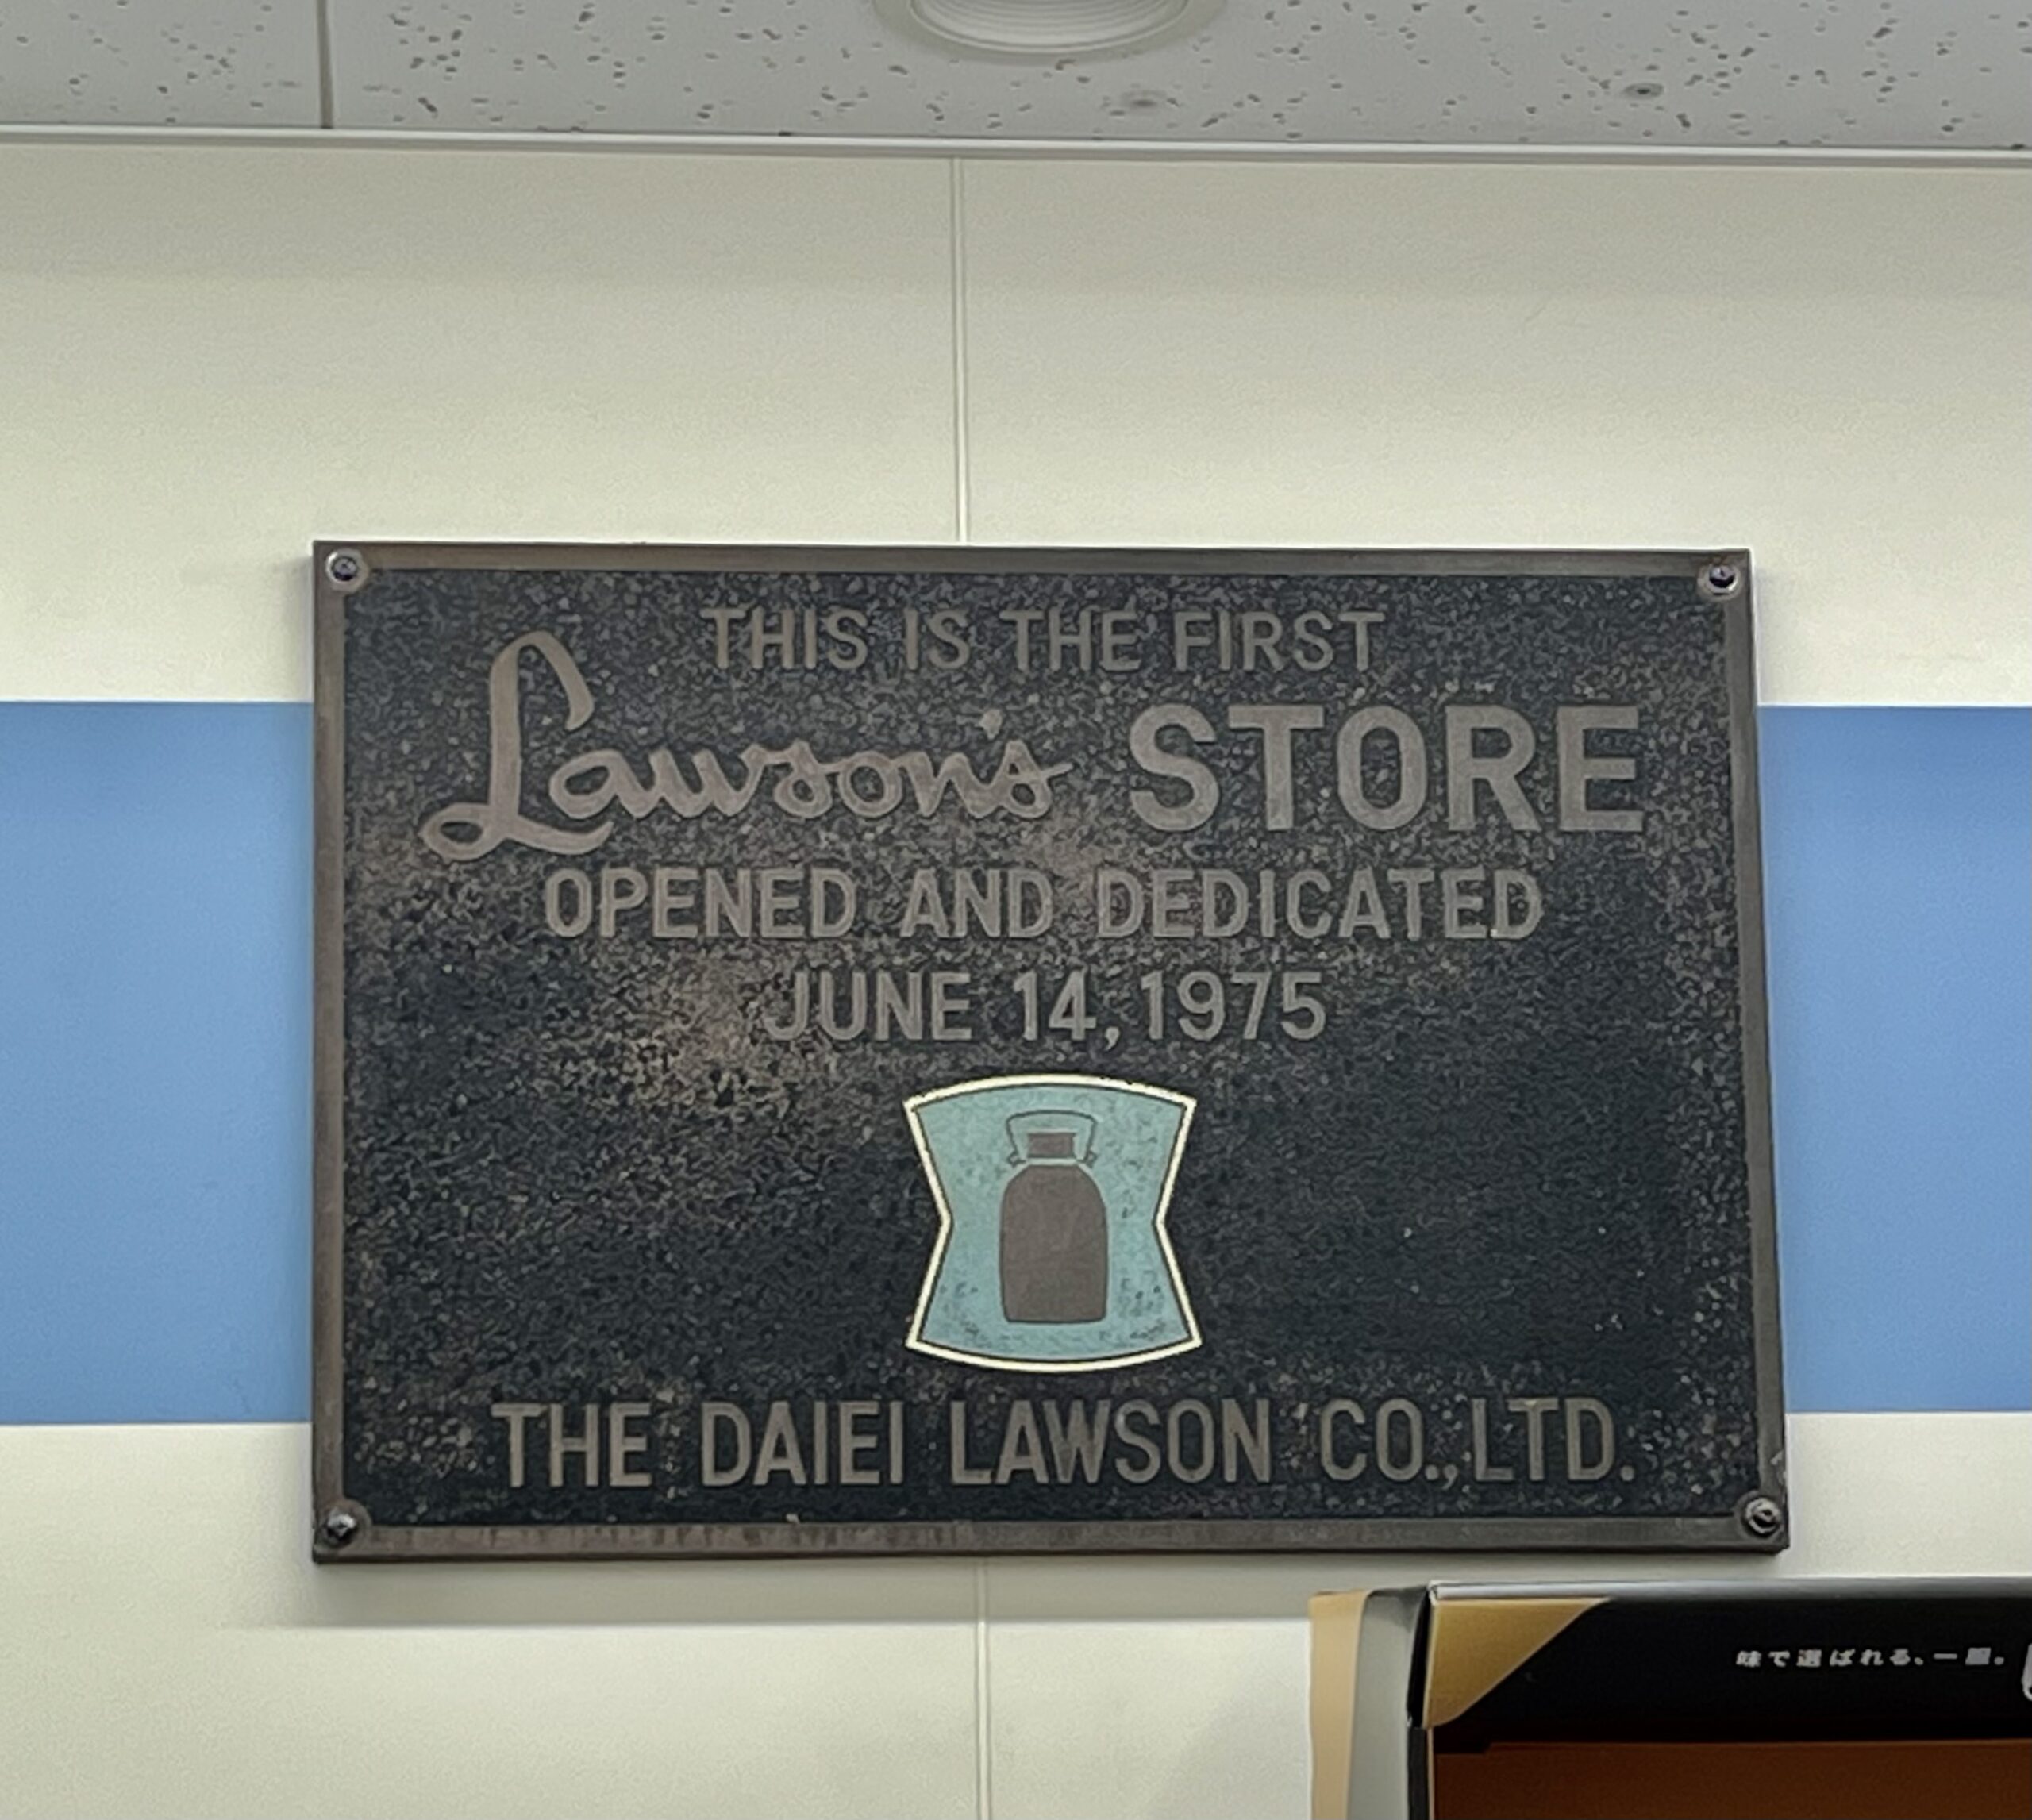 THIS IS THE FIRST
Lawson's STORE
OPENED AND DEDICATED
JUNE 14, 1975
THE DAIEI LAWSON CO., LTD.
味で選ばれる、一服。